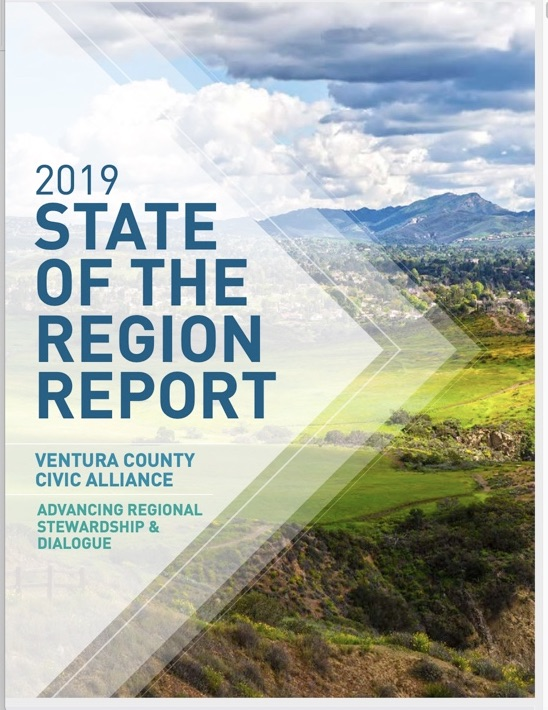 2019
STATE
OF THE
REGION
REPORT
VENTURA COUNTY
CIVIC ALLIANCE
ADVANCING REGIONAL
STEWARDSHIP &
DIALOGUE